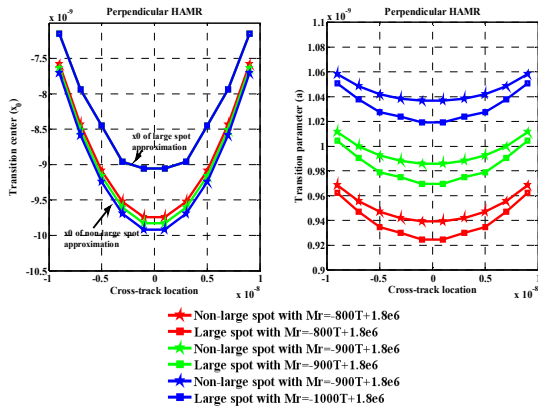 Perpendicular HAMR
x 10⁻⁹
-7.5
-8
-8.5
-9
-9.5
-10
-10.5
-1
-0.5
0
0.5
1
x 10⁻⁸
Transition center (x₀)
Cross-track location
x0 of large spot
approximation
x0 of non large spot
approximation
Perpendicular HAMR
x 10⁻⁹
1.1
1.08
1.06
1.04
1.02
1
0.98
0.96
0.94
0.92
0.9
-1
-0.5
0
0.5
1
x 10⁻⁸
Transition parameter (a)
Cross-track location
Non-large spot with Mr=-800T+1.8e6
Large spot with Mr=-800T+1.8e6
Non-large spot with Mr=-900T+1.8e6
Large spot with Mr=-900T+1.8e6
Non-large spot with Mr=-900T+1.8e6
Large spot with Mr=-1000T+1.8e6